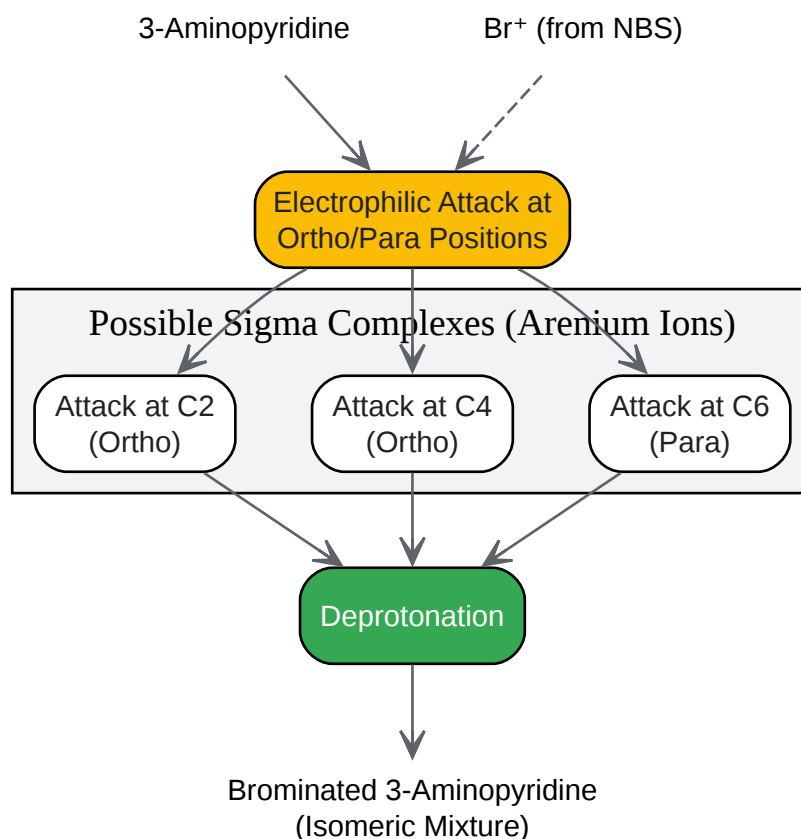 3-Aminopyridine
Br⁺ (from NBS)
Electrophilic Attack at
Ortho/Para Positions
Possible Sigma Complexes (Arenium Ions)
Attack at C2
(Ortho)
Attack at C4
(Ortho)
Attack at C6
(Para)
Deprotonation
Brominated 3-Aminopyridine
(Isomeric Mixture)